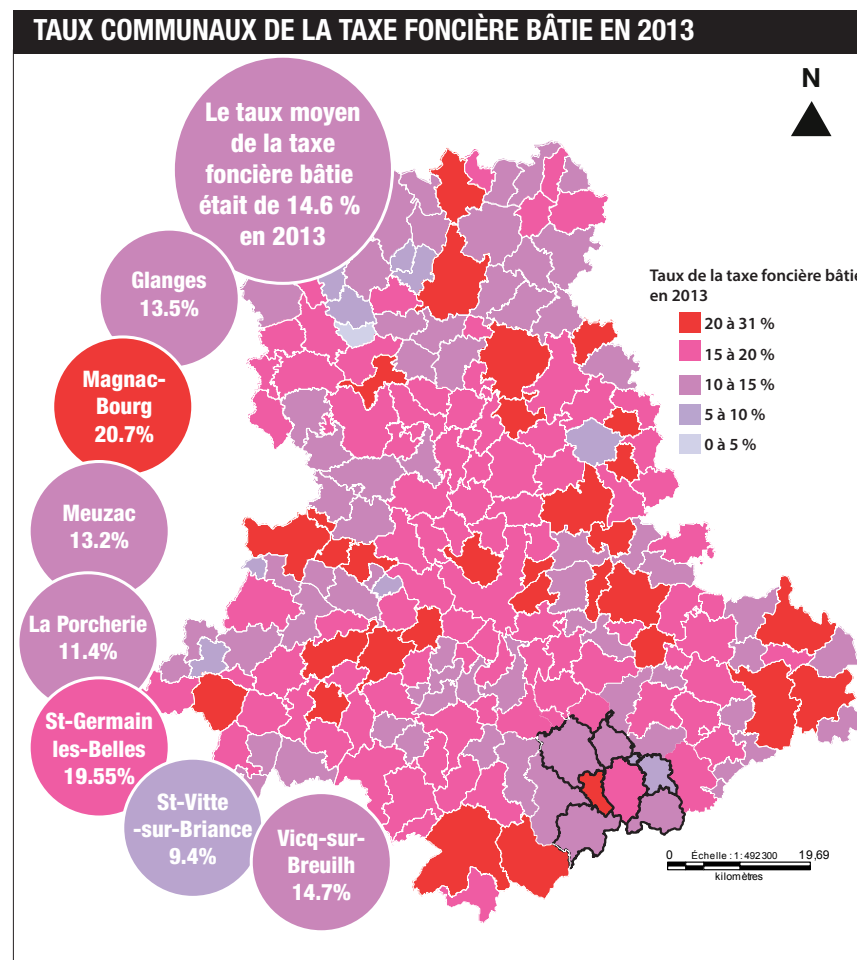 TAUX COMMUNAUX DE LA TAXE FONCIÈRE BÂTIE EN 2013
N
Le taux moyen
de la taxe
foncière bâtie
était de 14.6 %
en 2013
Glanges
13.5%
Magnac-
Bourg
20.7%
Meuzac
13.2%
La Porcherie
11.4%
St-Germain
les-Belles
19.55%
St-Vitte
-sur-Briance
9.4%
Vicq-sur-
Breuilh
14.7%
Taux de la taxe foncière bâtie
en 2013
20 à 31 %
15 à 20 %
10 à 15 %
5 à 10 %
0 à 5 %
0 Échelle : 1 : 492 300 19,69
kilomètres